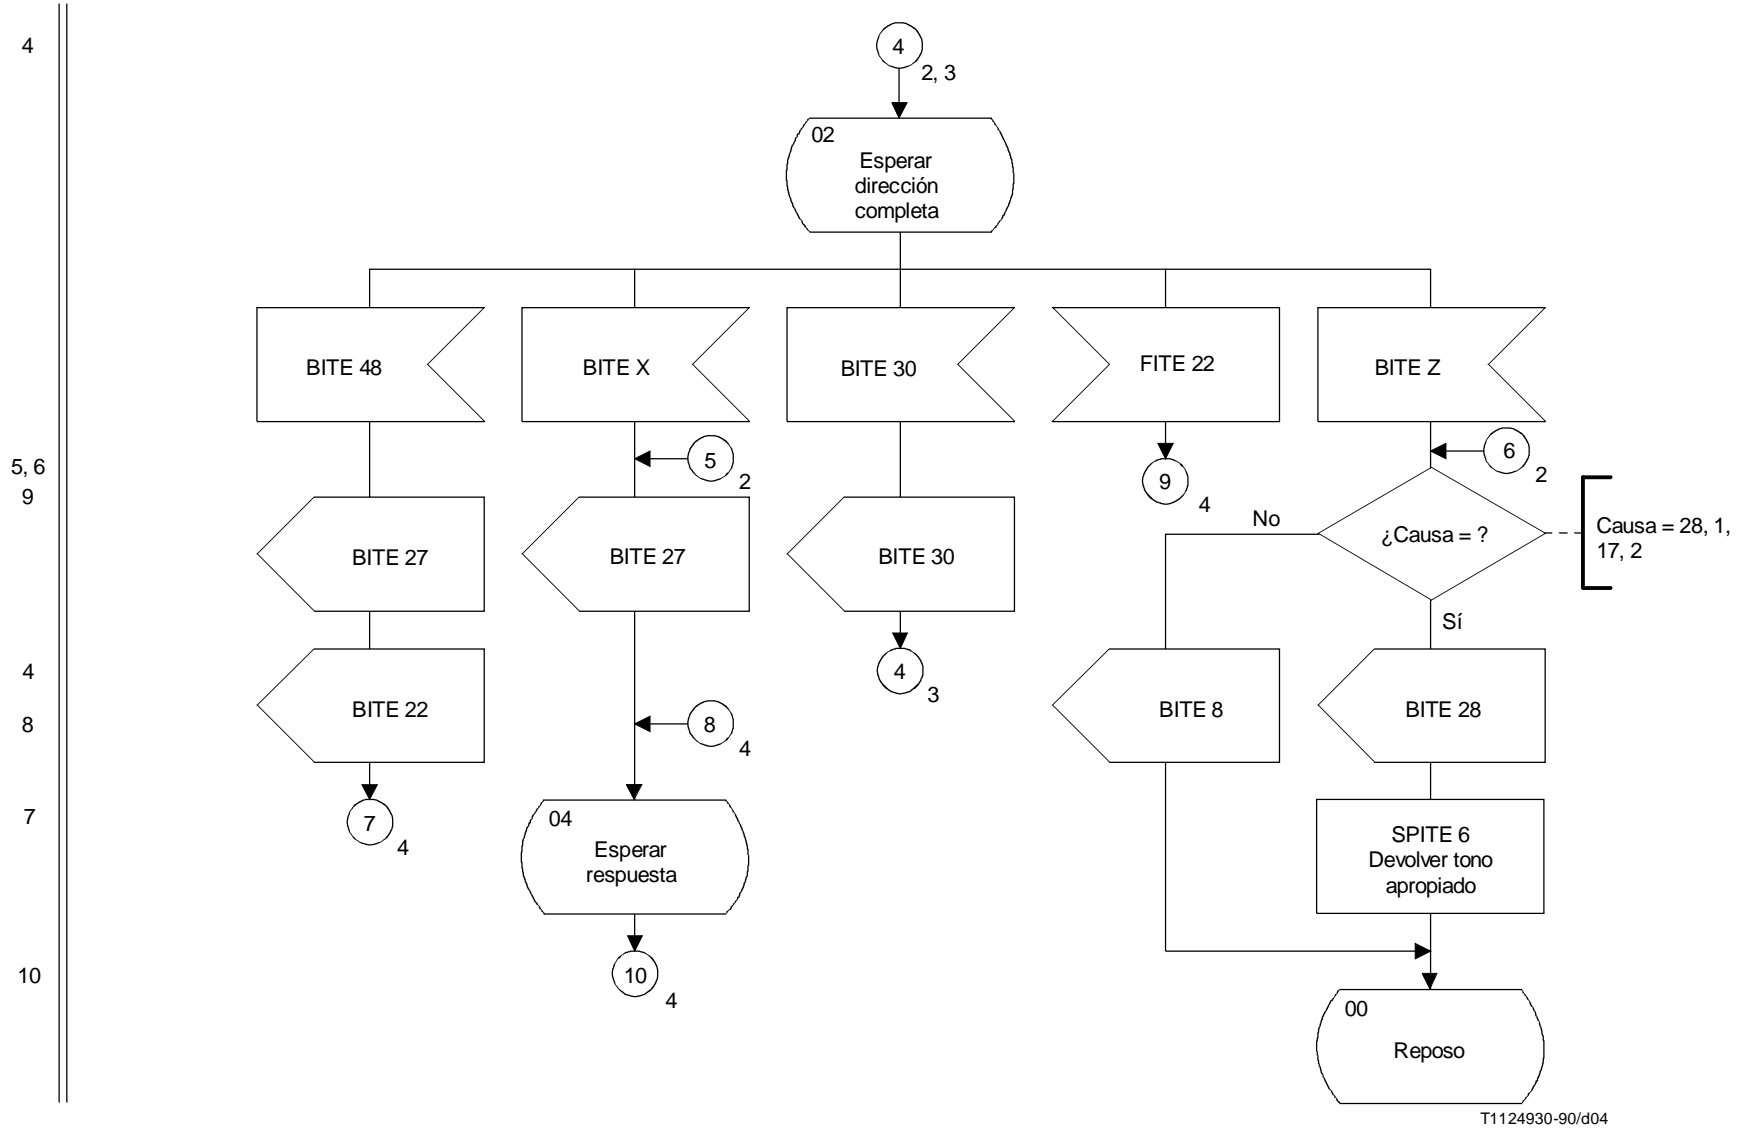 4
4
2, 3
02
Esperar
dirección
completa
BITE 48
BITE X
BITE 30
FITE 22
BITE Z
5, 6
9
5
2
9
4
6
2
BITE 27
BITE 27
BITE 30
No
¿Causa = ?
Causa = 28, 1,
17, 2
Sí
4
8
BITE 22
8
4
4
3
BITE 8
BITE 28
7
7
4
04
Esperar
respuesta
SPITE 6
Devolver tono
apropiado
10
10
4
00
Reposo
T1124930-90/d04